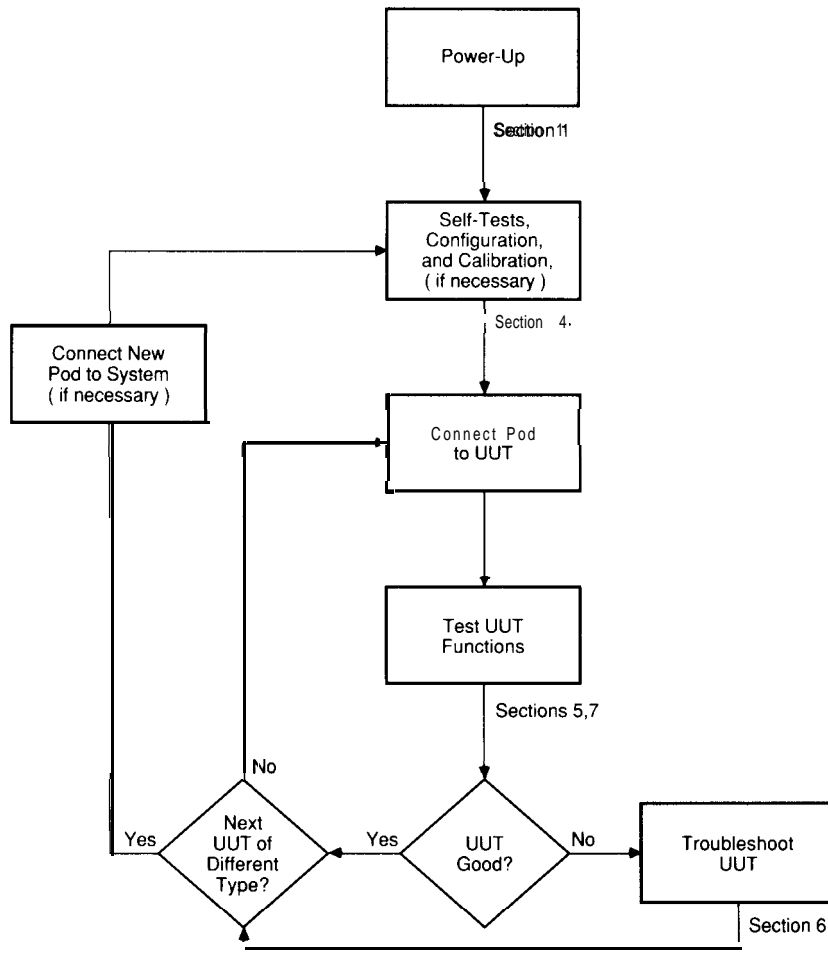 Power-Up
Section 1
Self-Tests,
Configuration,
and Calibration,
( if necessary )
Section 4.
Connect New
Pod to System
( if necessary )
Connect Pod
to UUT
Test UUT
Functions
Sections 5,7
No
Next
UUT of
Different
Type?
Yes
Yes
UUT
Good?
No
Troubleshoot
UUT
Section 6